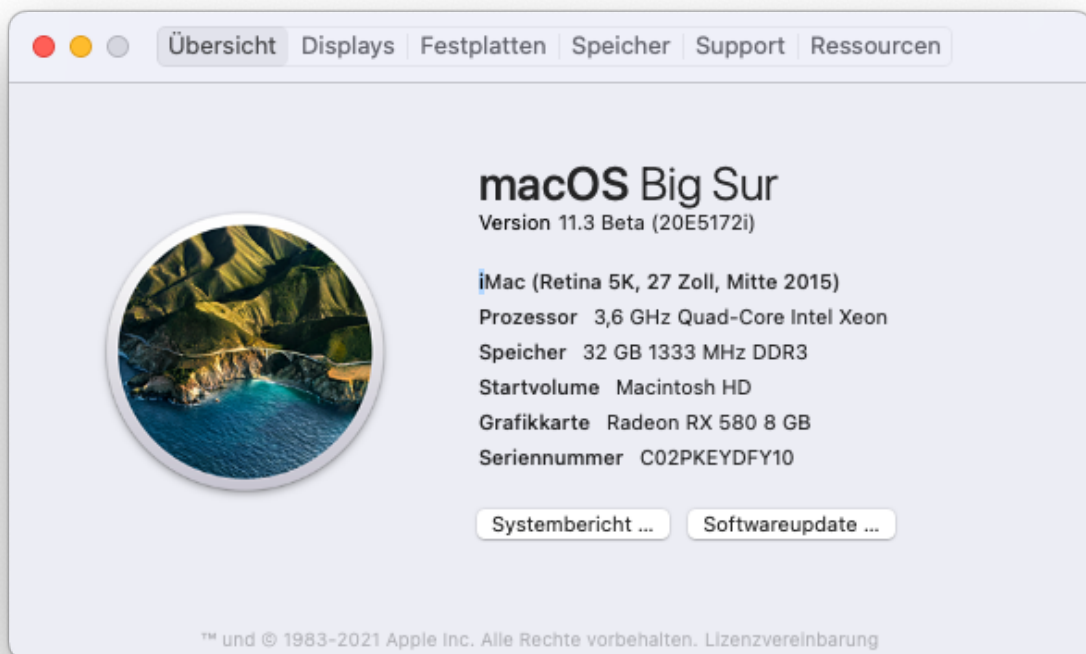 Übersicht Displays Festplatten Speicher Support Ressourcen
macOS Big Sur
Version 11.3 Beta (20E5172i)
iMac (Retina 5K, 27 Zoll, Mitte 2015)
Prozessor 3,6 GHz Quad-Core Intel Xeon
Speicher 32 GB 1333 MHz DDR3
Startvolume Macintosh HD
Grafikkarte Radeon RX 580 8 GB
Seriennummer C02PKEYDFY10
Systembericht ... Softwareupdate ...
™ und © 1983-2021 Apple Inc. Alle Rechte vorbehalten. Lizenzvereinbarung